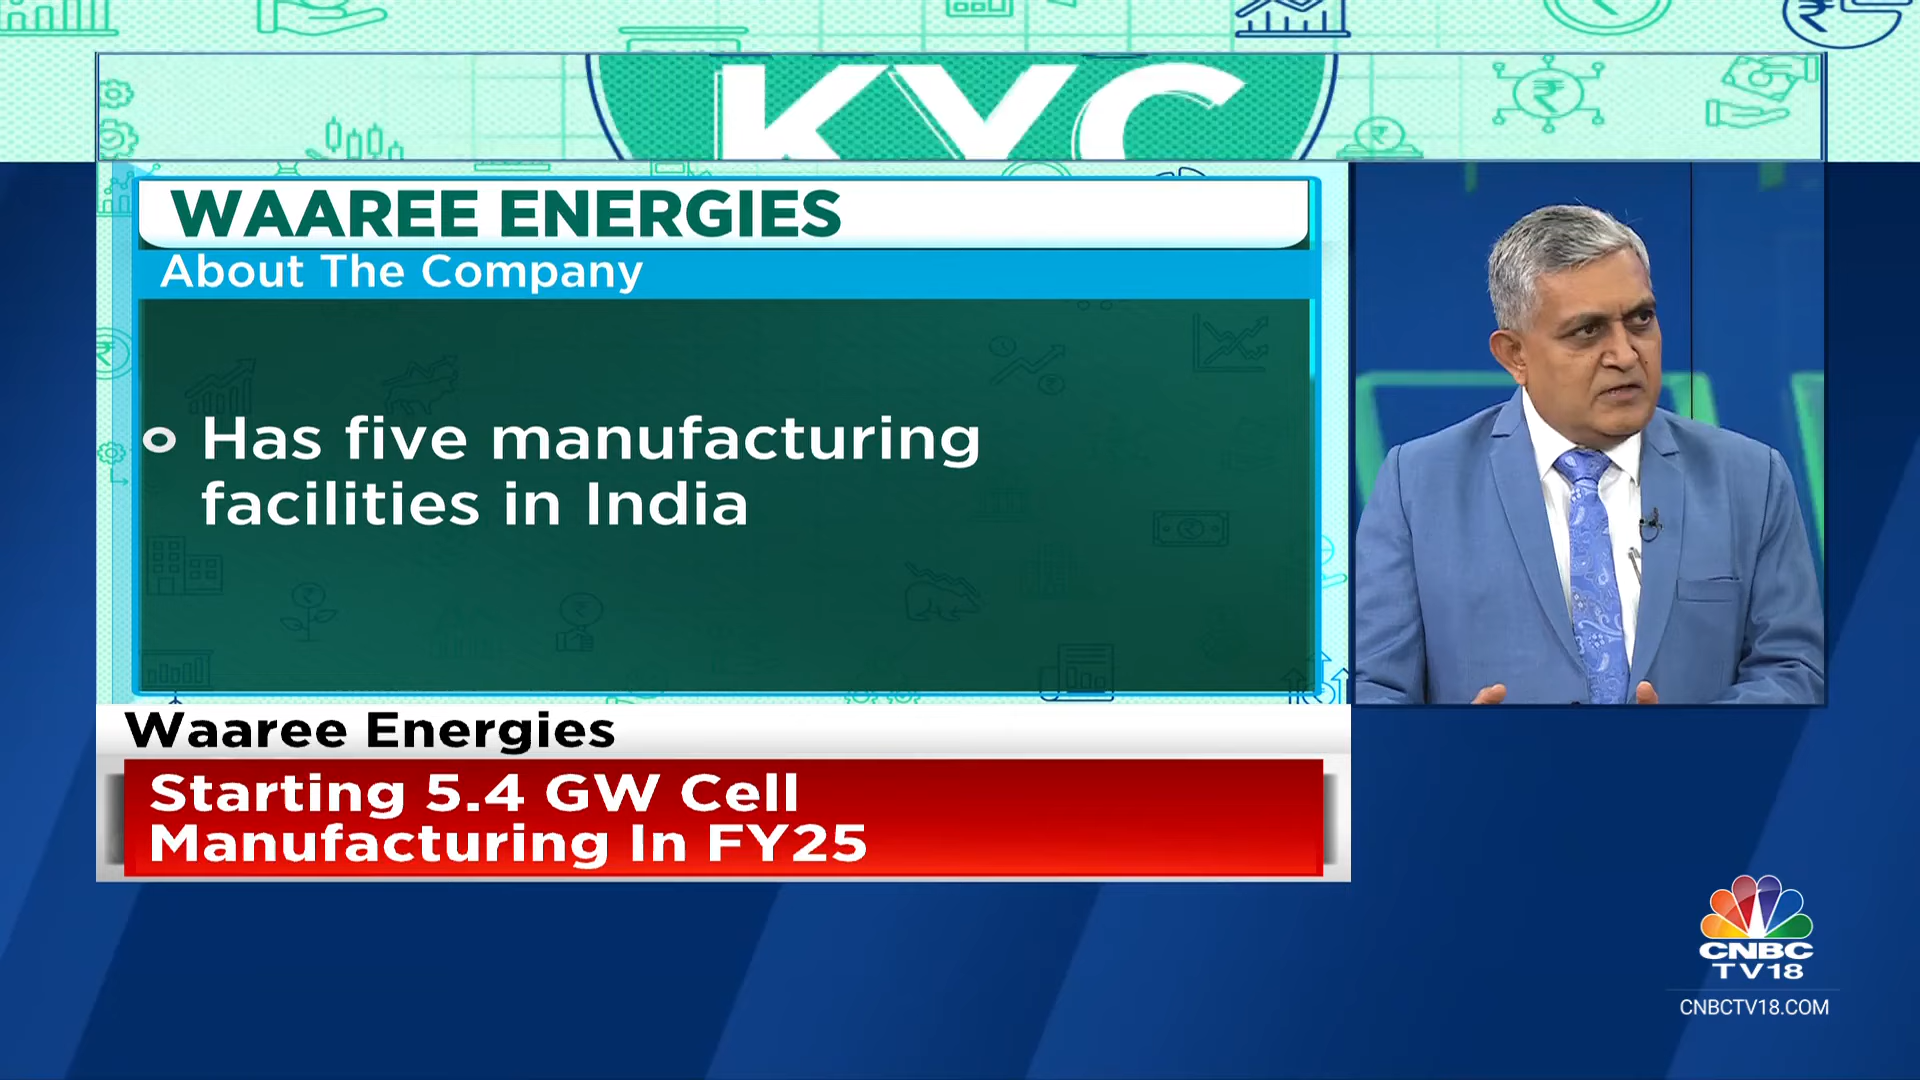 KYC
WAAREE ENERGIES
About The Company
o Has five manufacturing
facilities in India
Waaree Energies
Starting 5.4 GW Cell
Manufacturing In FY25
CNBC
TV18
CNBCTV18.COM